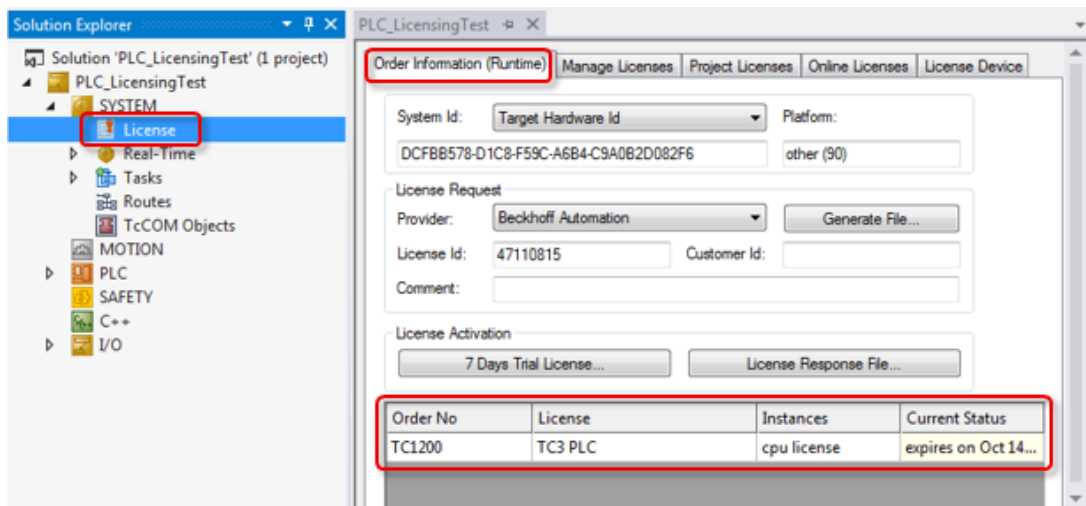 Solution Explorer
Solution 'PLC_LicensingTest' (1 project)
PLC_LicensingTest
SYSTEM
License
Real-Time
Tasks
Routes
TcCOM Objects
MOTION
PLC
SAFETY
C++
I/O
PLC_LicensingTest
Order Information (Runtime) Manage Licenses Project Licenses Online Licenses License Device
System Id: Target Hardware Id Platform:
DCFBB578-D1C8-F59C-A6B4-C9A0B2D082F6 other (90)
License Request
Provider: Beckhoff Automation Generate File...
License Id: 47110815 Customer Id:
Comment:
License Activation
7 Days Trial License... License Response File...
Order No License Instances Current Status
TC1200 TC3 PLC cpu license expires on Oct 14...